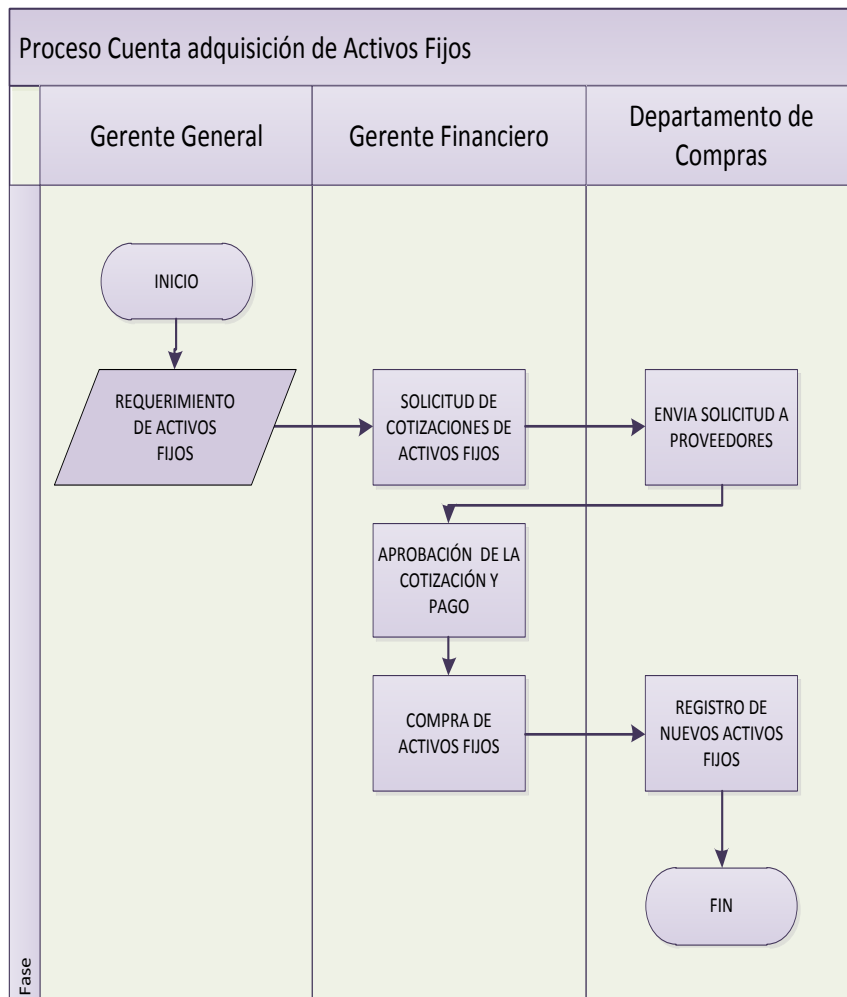 Proceso Cuenta adquisición de Activos Fijos
Gerente General
Gerente Financiero
Departamento de
Compras
INICIO
REQUERIMIENTO
DE ACTIVOS
FIJOS
SOLICITUD DE
COTIZACIONES DE
ACTIVOS FIJOS
ENVIA SOLICITUD A
PROVEEDORES
APROBACIÓN DE LA
COTIZACIÓN Y
PAGO
COMPRA DE
ACTIVOS FIJOS
REGISTRO DE
NUEVOS ACTIVOS
FIJOS
FIN
Fase